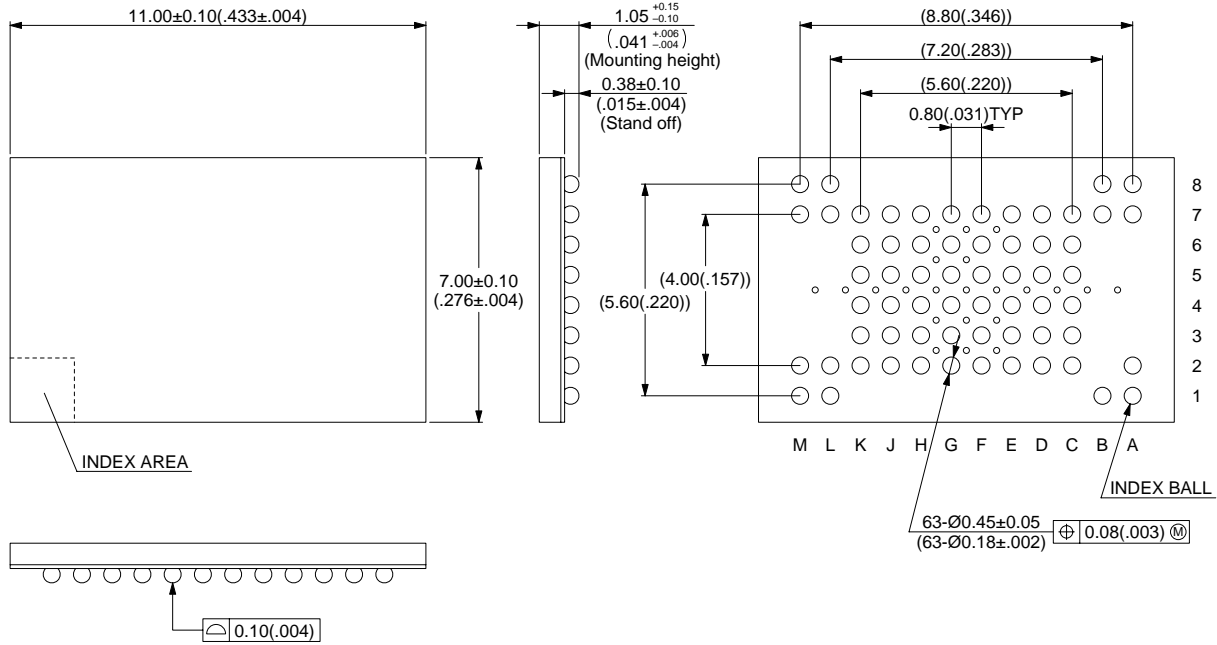 11.00±0.10(.433±.004)
1.05 +0.15 −0.10
(.041 +.006 −.004)
(Mounting height)
0.38±0.10
(.015±.004)
(Stand off)
(8.80(.346))
(7.20(.283))
(5.60(.220))
0.80(.031)TYP
7.00±0.10
(.276±.004)
(4.00(.157))
(5.60(.220))
8
7
6
5
4
3
2
1
M L K J H G F E D C B A
INDEX AREA
INDEX BALL
63-Ø0.45±0.05
(63-Ø0.18±.002)
⌖ 0.08(.003) Ⓜ
⌓ 0.10(.004)